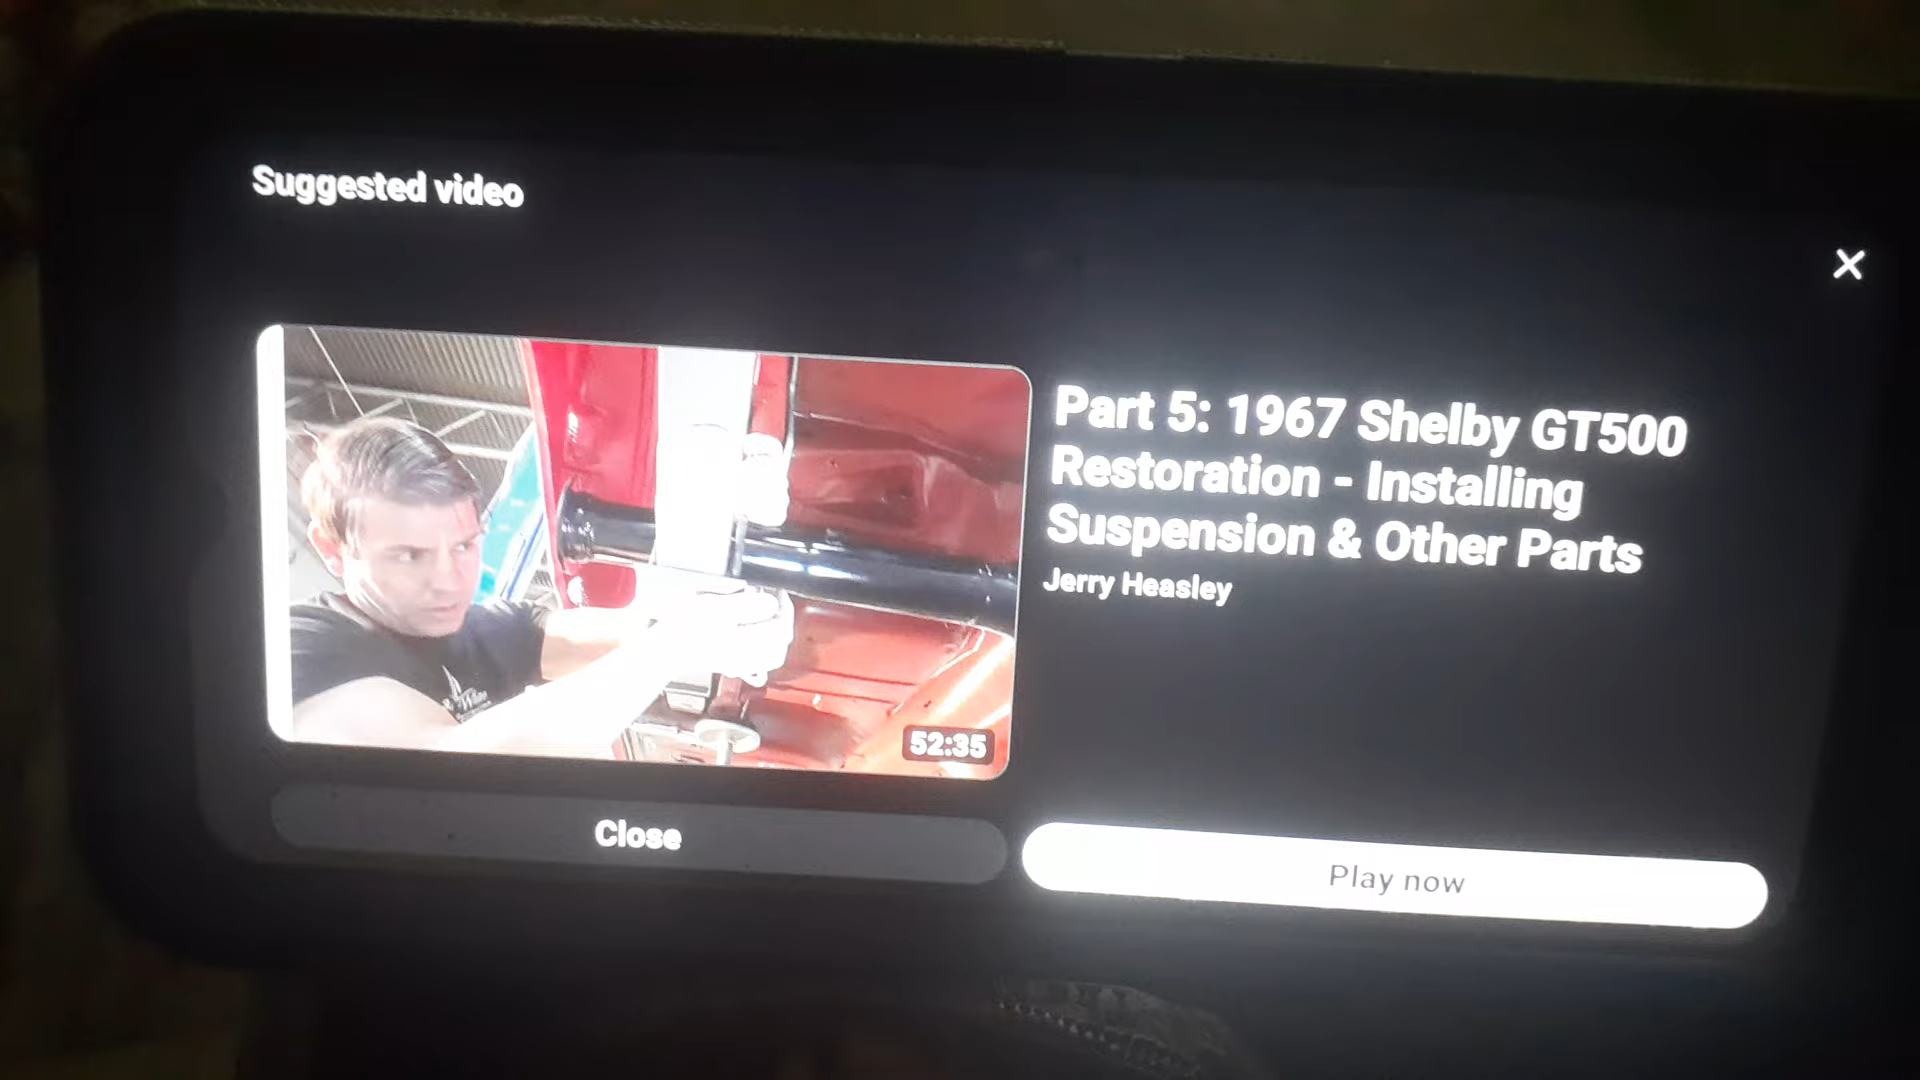 Suggested video
Part 5: 1967 Shelby GT500
Restoration - Installing
Suspension & Other Parts
Jerry Heasley
52:35
Close
Play now